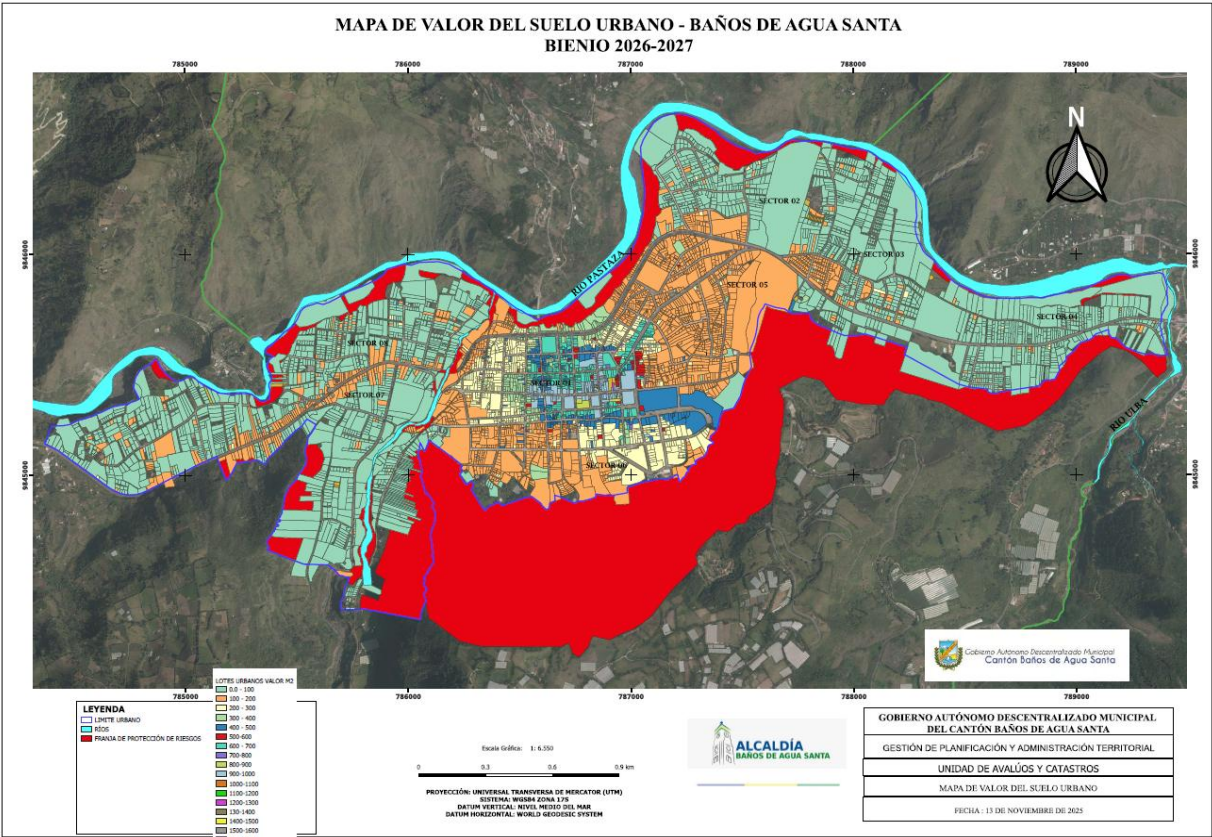 MAPA DE VALOR DEL SUELO URBANO - BAÑOS DE AGUA SANTA
BIENIO 2026-2027
785000
786000
787000
788000
789000
N
9846000
9846000
SECTOR 02
SECTOR 03
RIO PASTAZA
SECTOR 05
SECTOR 04
SECTOR 08
SECTOR 01
SECTOR 07
RIO ULBA
SECTOR 06
9845000
9845000
Gobierno Autónomo Descentralizado Municipal
Cantón Baños de Agua Santa
785000
786000
787000
788000
789000
LEYENDA
LIMITE URBANO
RÍOS
FRANJA DE PROTECCIÓN DE RIESGOS
LOTES URBANOS VALOR M2
0.0 - 100
100 - 200
200 - 300
300 - 400
400 - 500
500-600
600 - 700
700-800
800-900
900-1000
1000-1100
1100-1200
1200-1300
130-1400
1400-1500
1500-1600
Escala Gráfica: 1: 6.550
0 0.3 0.6 0.9 km
PROYECCIÓN: UNIVERSAL TRANSVERSA DE MERCATOR (UTM)
SISTEMA: WGS84 ZONA 17S
DATUM VERTICAL: NIVEL MEDIO DEL MAR
DATUM HORIZONTAL: WORLD GEODESIC SYSTEM
ALCALDÍA
BAÑOS DE AGUA SANTA
GOBIERNO AUTÓNOMO DESCENTRALIZADO MUNICIPAL
DEL CANTÓN BAÑOS DE AGUA SANTA
GESTIÓN DE PLANIFICACIÓN Y ADMINISTRACIÓN TERRITORIAL
UNIDAD DE AVALÚOS Y CATASTROS
MAPA DE VALOR DEL SUELO URBANO
FECHA : 13 DE NOVIEMBRE DE 2025